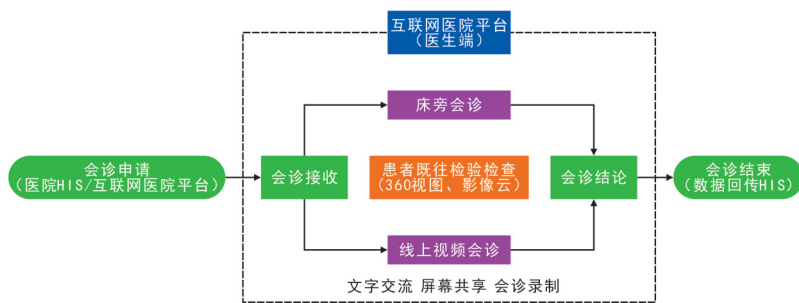 互联网医院平台
（医生端）
床旁会诊
会诊申请
（医院HIS/互联网医院平台）
会诊接收
患者既往检验检查
（360视图、影像云）
会诊结论
会诊结束
（数据回传HIS）
线上视频会诊
文字交流 屏幕共享 会诊录制